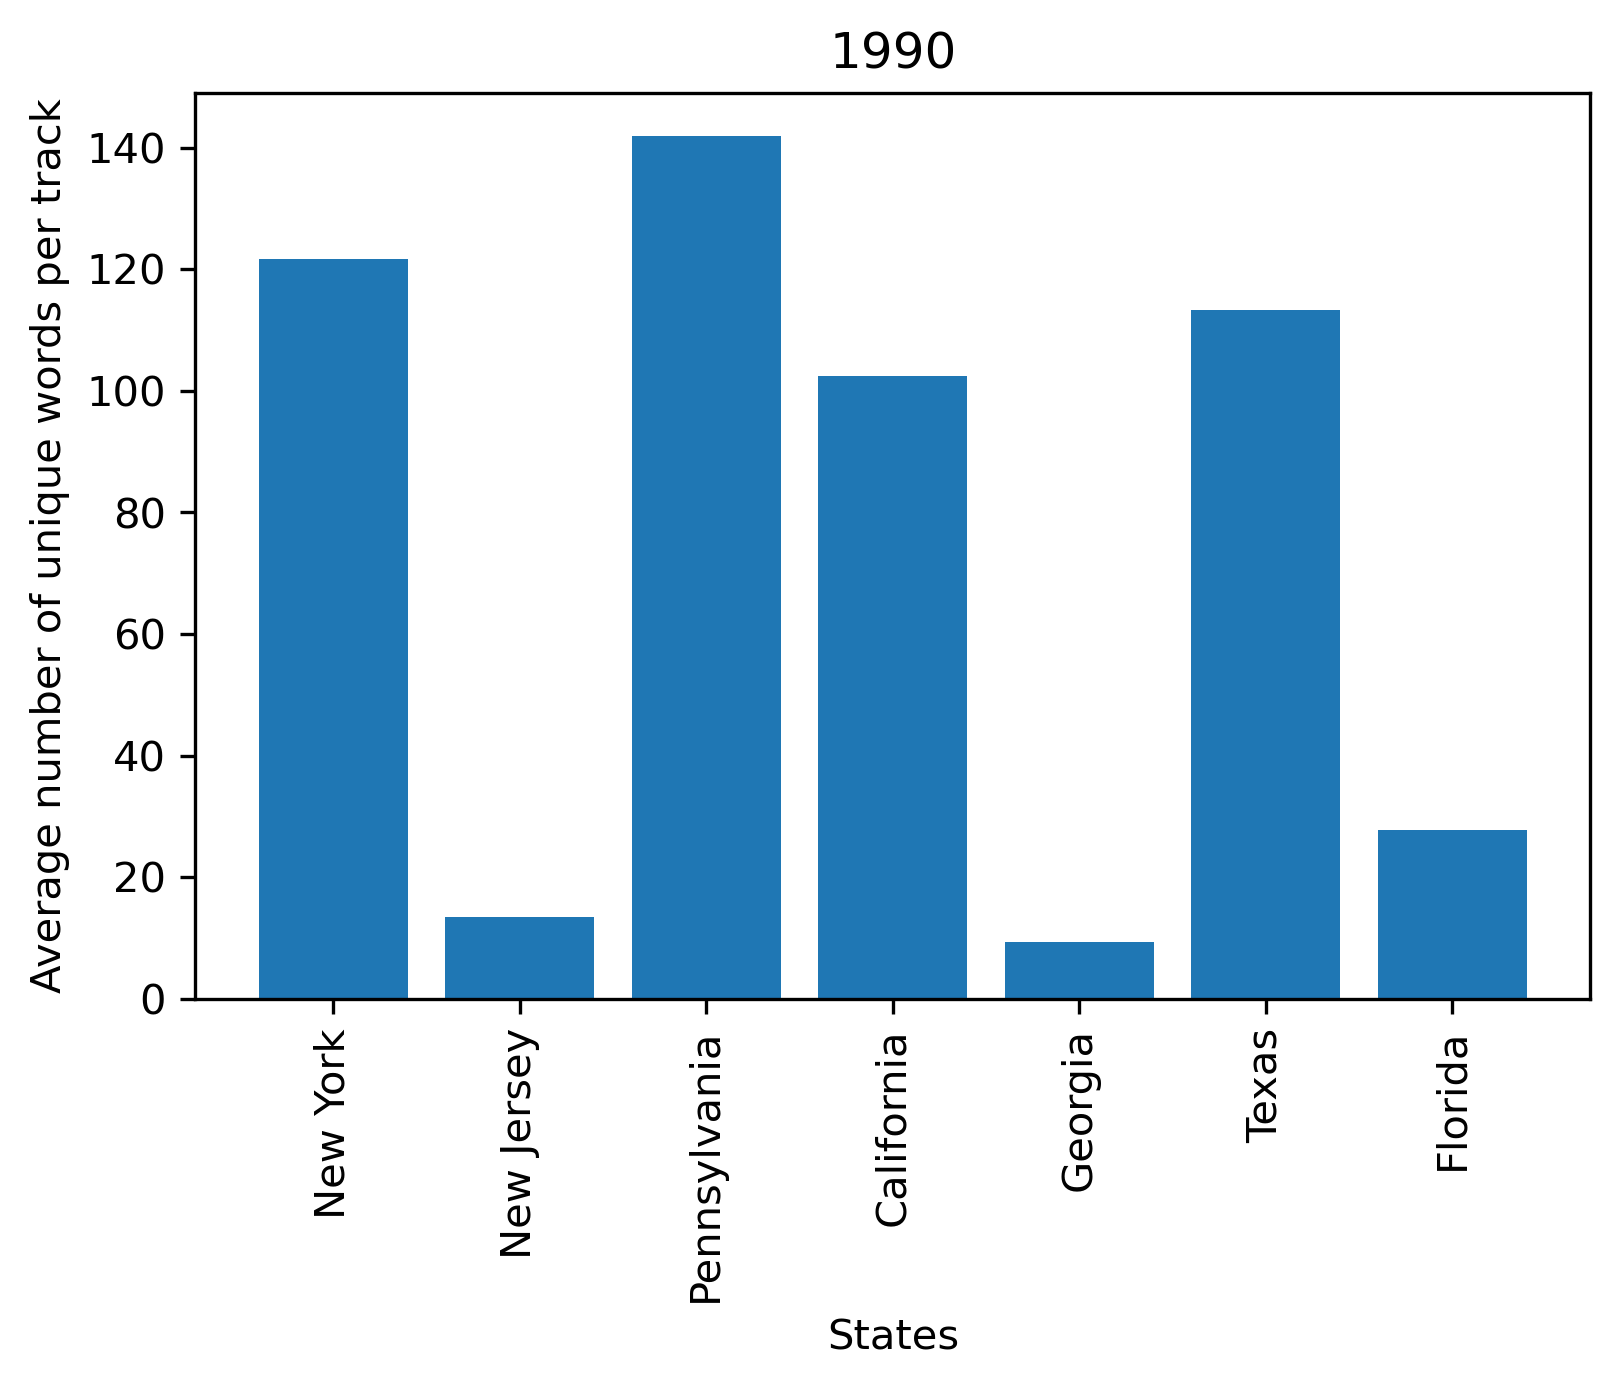 1990
Average number of unique words per track
140
120
100
80
60
40
20
0
New York
New Jersey
Pennsylvania
California
Georgia
Texas
Florida
States